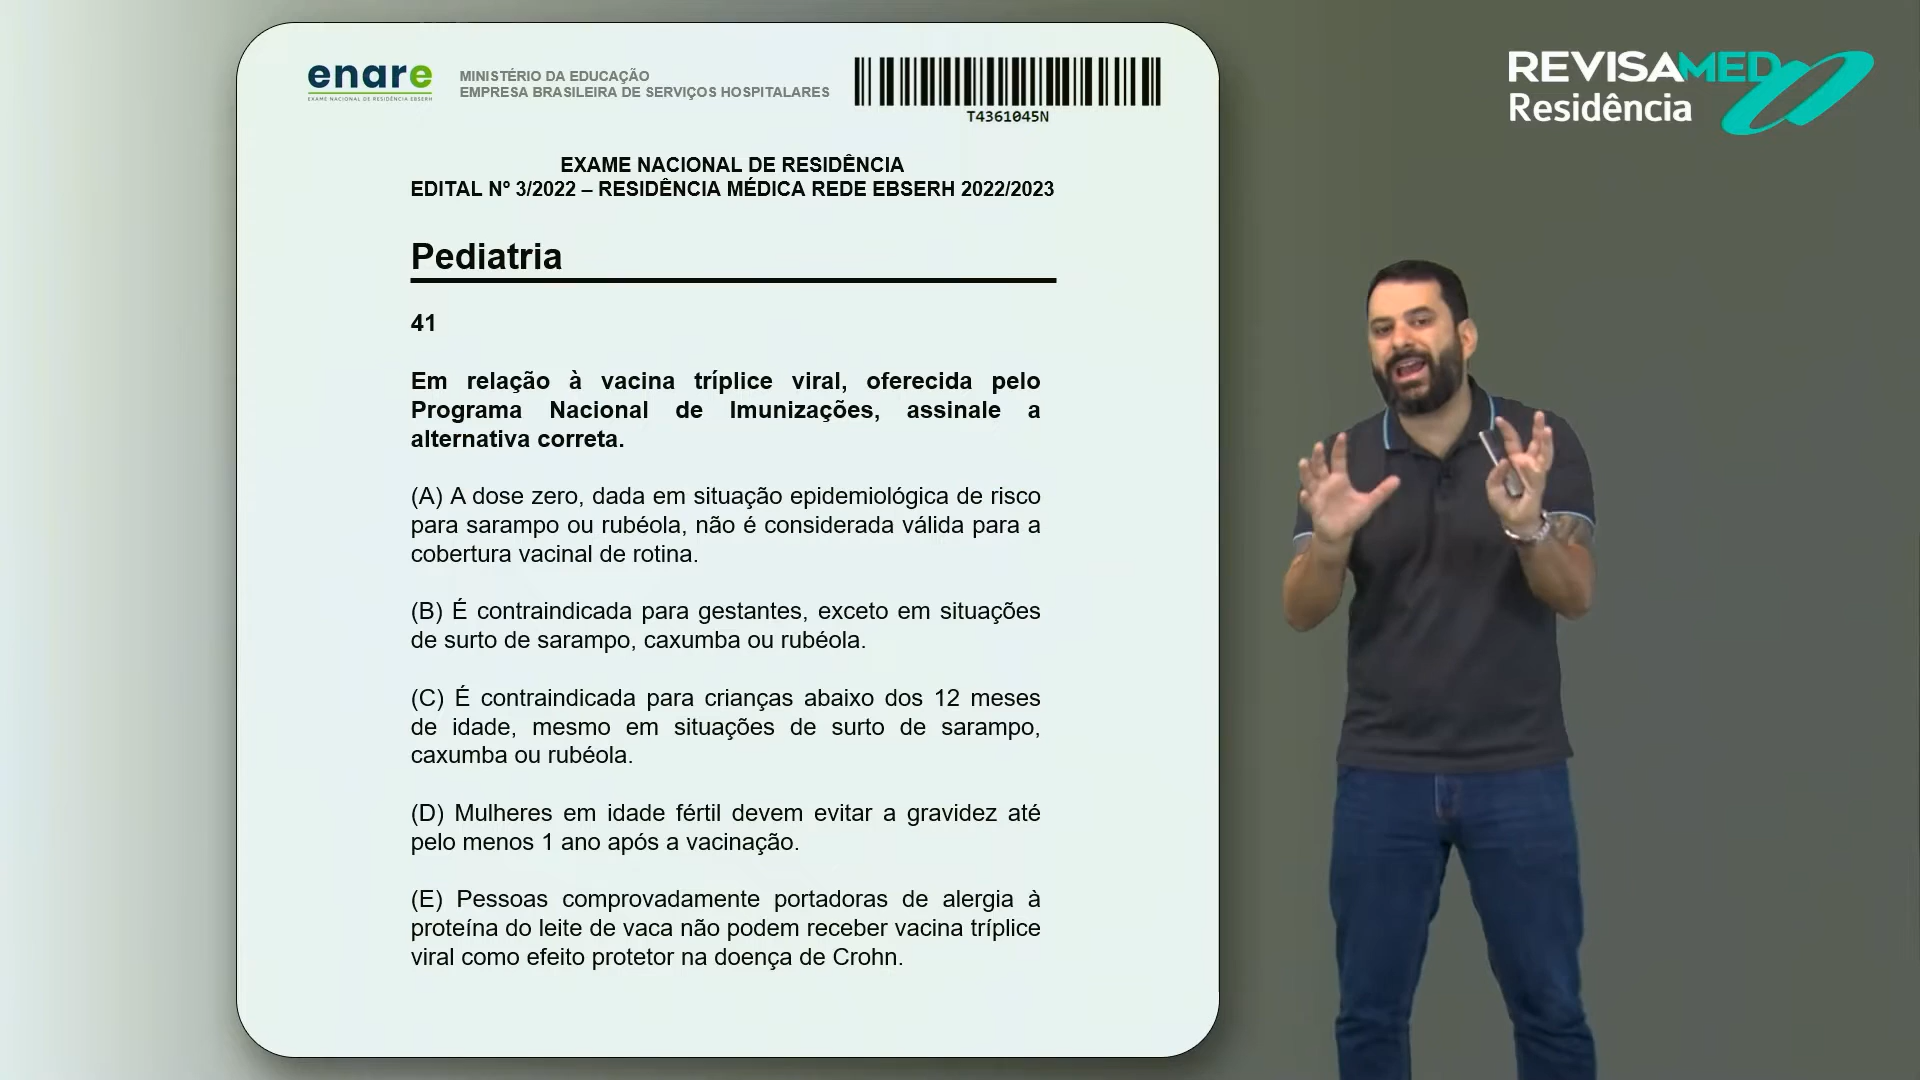 enare
EXAME NACIONAL DE RESIDÊNCIA EBSERH
MINISTÉRIO DA EDUCAÇÃO
EMPRESA BRASILEIRA DE SERVIÇOS HOSPITALARES
T4361045N
REVISAMED
Residência
EXAME NACIONAL DE RESIDÊNCIA
EDITAL Nº 3/2022 – RESIDÊNCIA MÉDICA REDE EBSERH 2022/2023
Pediatria
41
Em relação à vacina tríplice viral, oferecida pelo
Programa Nacional de Imunizações, assinale a
alternativa correta.
(A) A dose zero, dada em situação epidemiológica de risco
para sarampo ou rubéola, não é considerada válida para a
cobertura vacinal de rotina.
(B) É contraindicada para gestantes, exceto em situações
de surto de sarampo, caxumba ou rubéola.
(C) É contraindicada para crianças abaixo dos 12 meses
de idade, mesmo em situações de surto de sarampo,
caxumba ou rubéola.
(D) Mulheres em idade fértil devem evitar a gravidez até
pelo menos 1 ano após a vacinação.
(E) Pessoas comprovadamente portadoras de alergia à
proteína do leite de vaca não podem receber vacina tríplice
viral como efeito protetor na doença de Crohn.